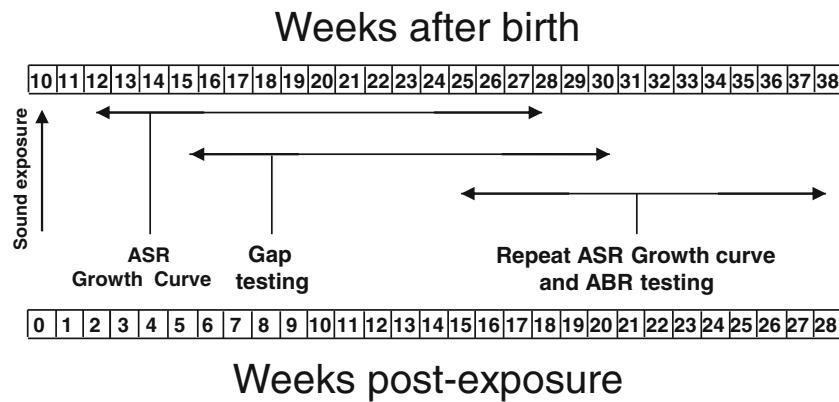 Weeks after birth
10 11 12 13 14 15 16 17 18 19 20 21 22 23 24 25 26 27 28 29 30 31 32 33 34 35 36 37 38
Sound exposure
ASR
Growth Curve
Gap
testing
Repeat ASR Growth curve
and ABR testing
0 1 2 3 4 5 6 7 8 9 10 11 12 13 14 15 16 17 18 19 20 21 22 23 24 25 26 27 28
Weeks post-exposure